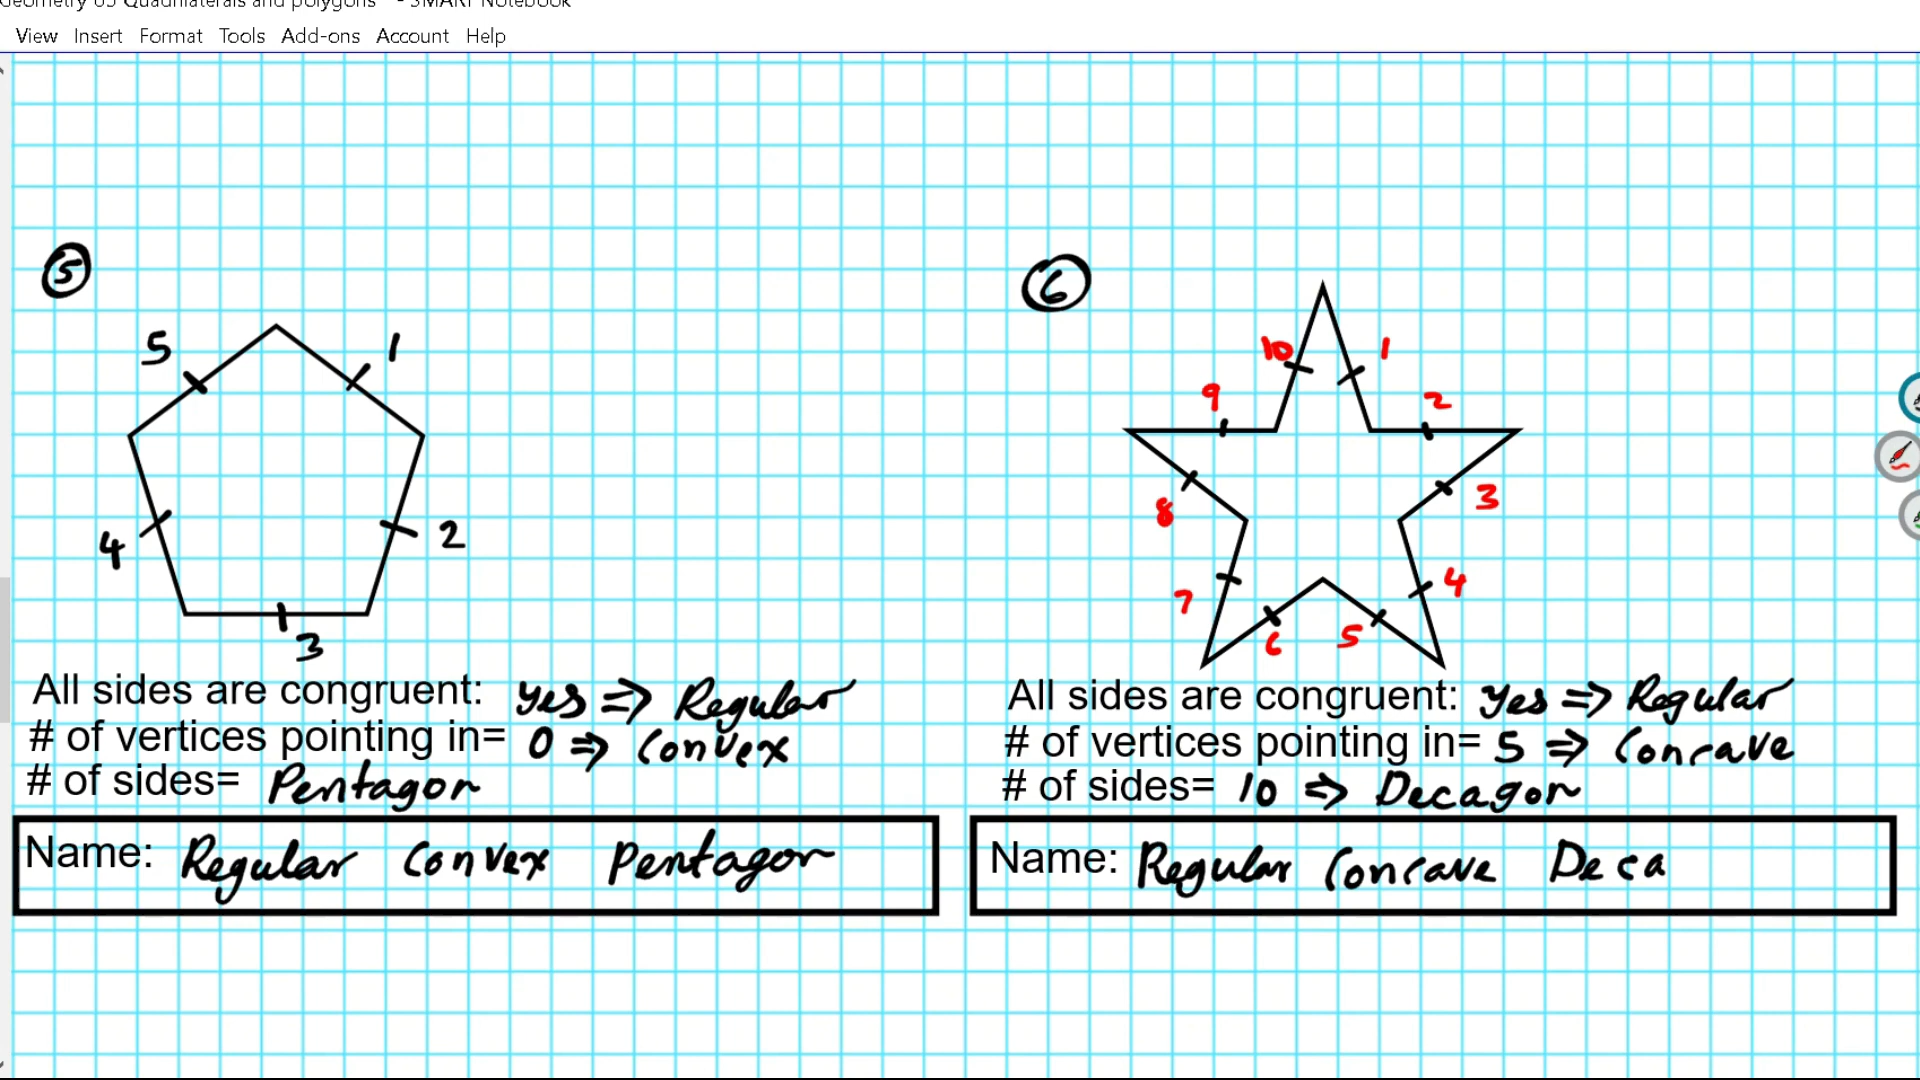 Geometry 05 Quadrilaterals and polygons * - SMART Notebook
View Insert Format Tools Add-ons Account Help
5
5
1
4
2
3
All sides are congruent: yes => Regular
# of vertices pointing in= 0 => Convex
# of sides= Pentagon
Name: Regular Convex Pentagon
6
10
1
9
2
8
3
7
4
6
5
All sides are congruent: yes => Regular
# of vertices pointing in= 5 => Concave
# of sides= 10 => Decagon
Name: Regular Concave Deca